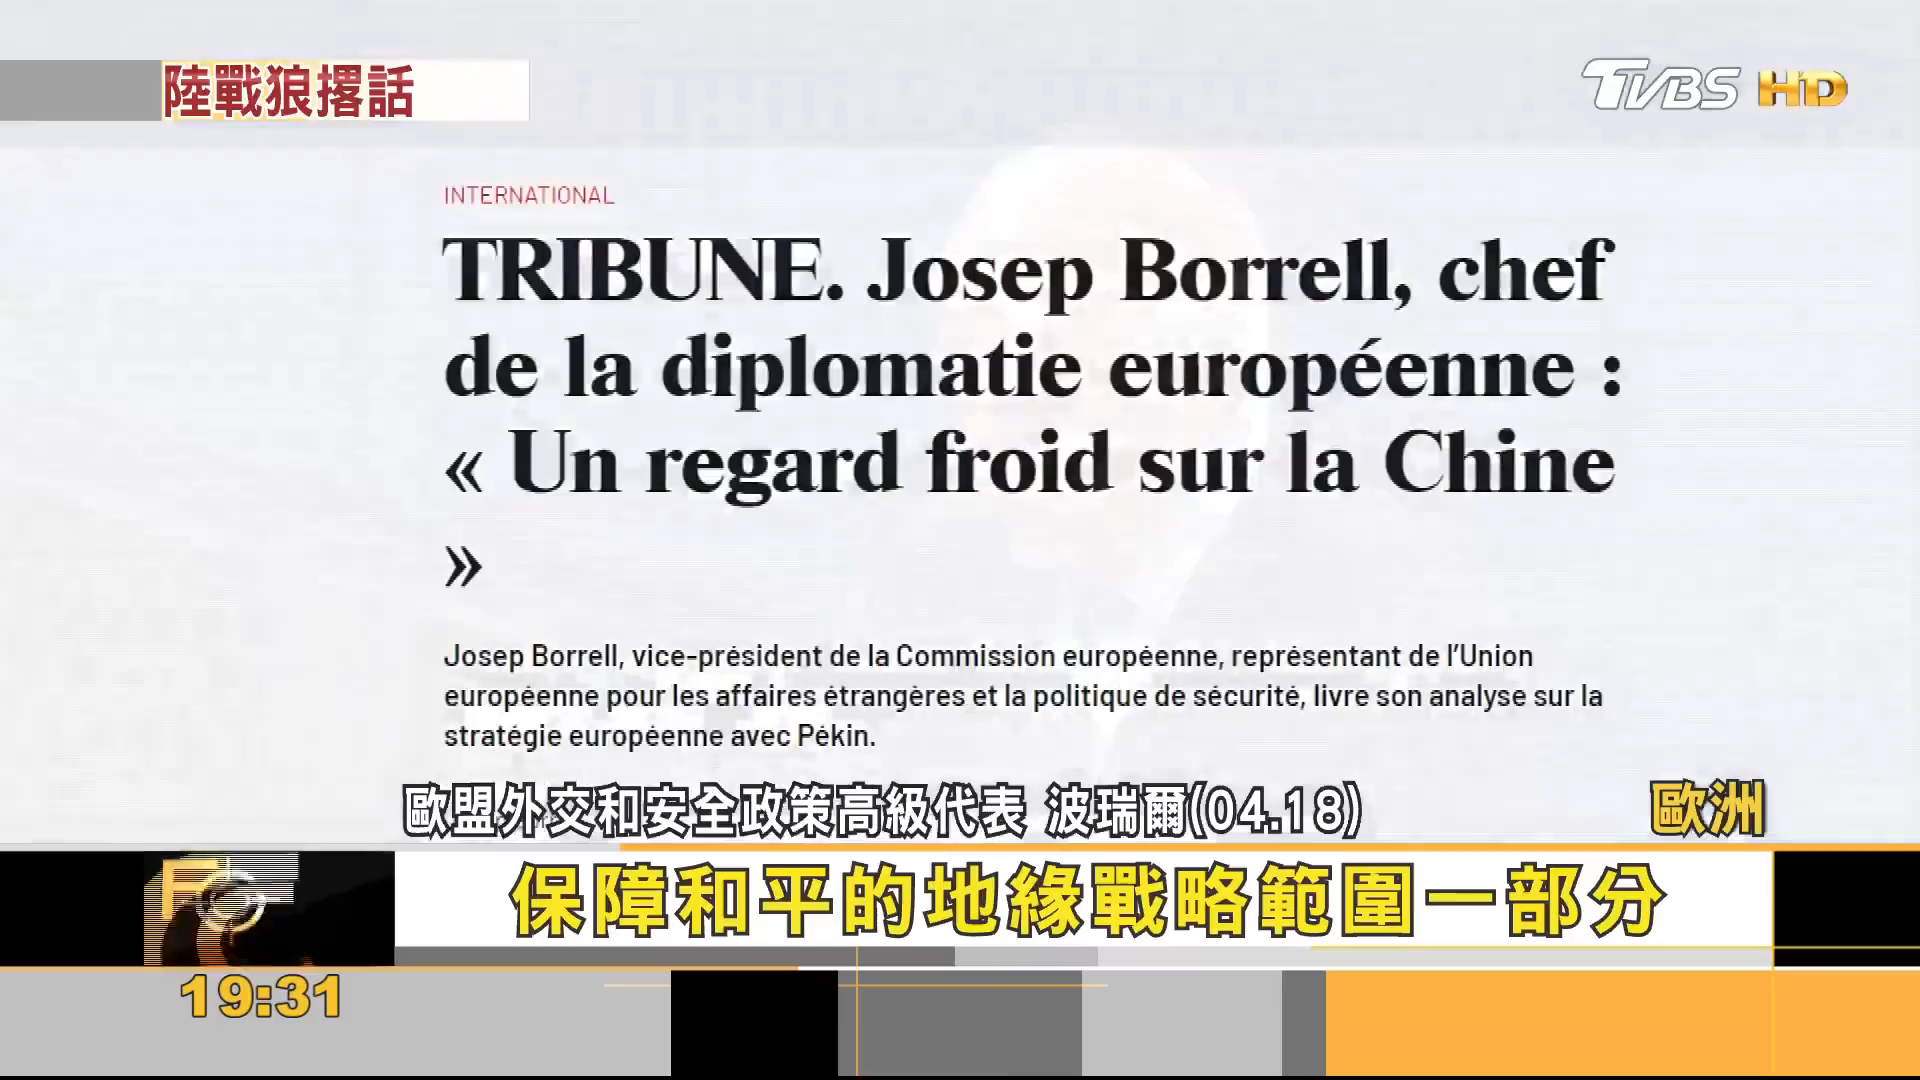 陸戰狼撂話
TVBS HD
INTERNATIONAL
TRIBUNE. Josep Borrell, chef
de la diplomatie européenne :
« Un regard froid sur la Chine
»
Josep Borrell, vice-président de la Commission européenne, représentant de l'Union
européenne pour les affaires étrangères et la politique de sécurité, livre son analyse sur la
stratégie européenne avec Pékin.
歐盟外交和安全政策高級代表 波瑞爾(04.18)
歐洲
保障和平的地緣戰略範圍一部分
19:31